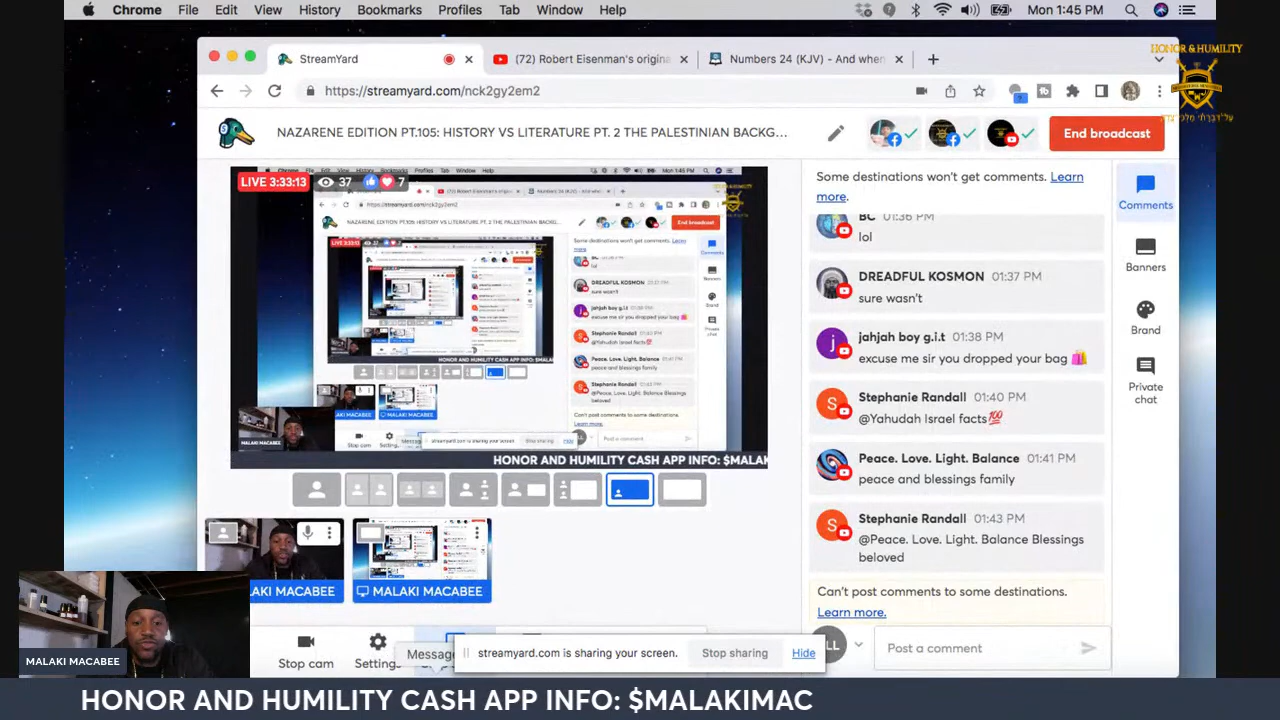 Chrome File Edit View History Bookmarks Profiles Tab Window Help Mon 1:45 PM
HONOR & HUMILITY
StreamYard
(72) Robert Eisenman's origina
Numbers 24 (KJV) - And when
https://streamyard.com/nck2gy2em2
NAZARENE EDITION PT.105: HISTORY VS LITERATURE PT. 2 THE PALESTINIAN BACKG...
End broadcast
LIVE 3:33:13 37 7
Some destinations won't get comments. Learn
more.
Comments
BC 01:36 PM
lol
Banners
DREADFUL KOSMON 01:37 PM
sure wasn't
Brand
jahjah boy g.i.t 01:38 PM
excuse me sir you dropped your bag 🛍️
Private
chat
Stephanie Randall 01:40 PM
@Yahudah Israel facts💯
Peace. Love. Light. Balance 01:41 PM
peace and blessings family
Stephanie Randall 01:43 PM
@Peace. Love. Light. Balance Blessings
beloved
HONOR AND HUMILITY CASH APP INFO: $MALAK
ALAKI MACABEE
MALAKI MACABEE
Can't post comments to some destinations.
Learn more.
Stop cam
Settings
Message
streamyard.com is sharing your screen.
Stop sharing
Hide
LL
Post a comment
MALAKI MACABEE
HONOR AND HUMILITY CASH APP INFO: $MALAKIMAC